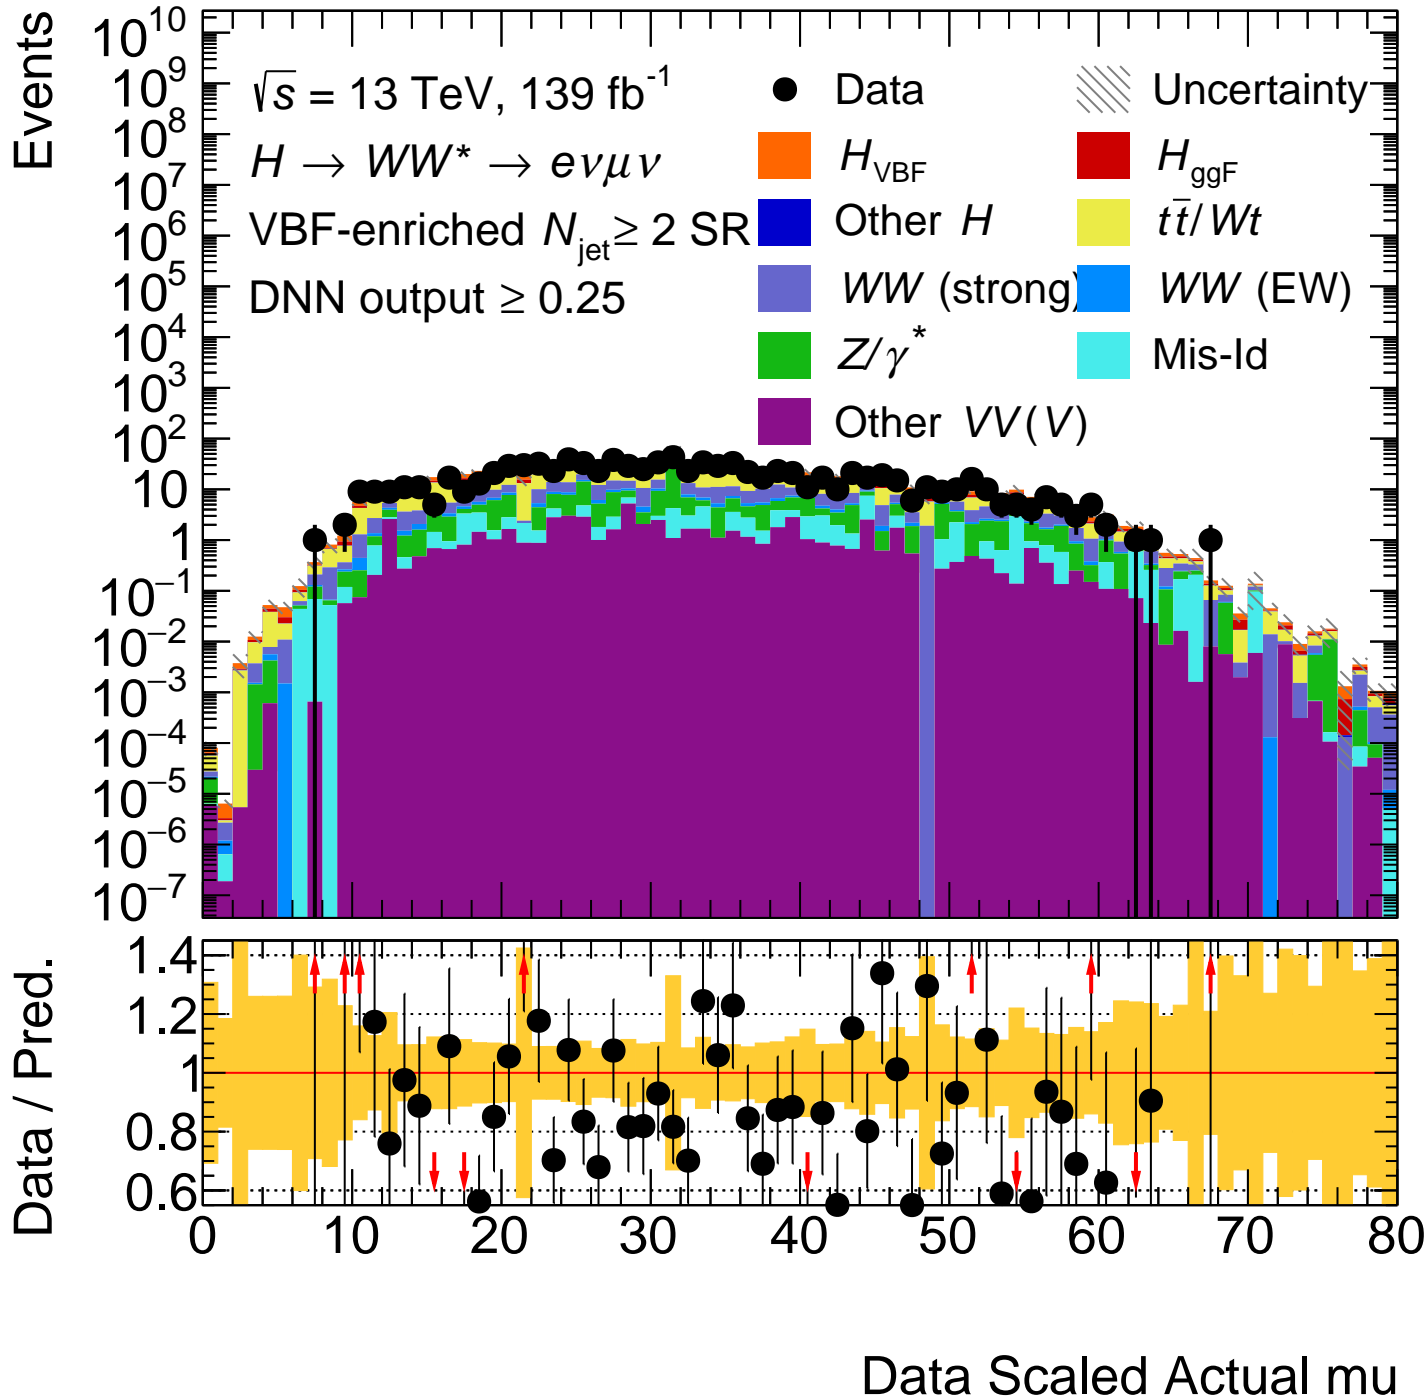 Events
10¹⁰
10⁹
10⁸
10⁷
10⁶
10⁵
10⁴
10³
10²
10
1
10⁻¹
10⁻²
10⁻³
10⁻⁴
10⁻⁵
10⁻⁶
10⁻⁷
√s = 13 TeV, 139 fb⁻¹
H → WW* → eνμν
VBF-enriched N_jet ≥ 2 SR
DNN output ≥ 0.25
Data
Uncertainty
H_VBF
H_ggF
Other H
tt̄/Wt
WW (strong)
WW (EW)
Z/γ*
Mis-Id
Other VV(V)
Data / Pred.
1.4
1.2
1
0.8
0.6
0 10 20 30 40 50 60 70 80
Data Scaled Actual mu